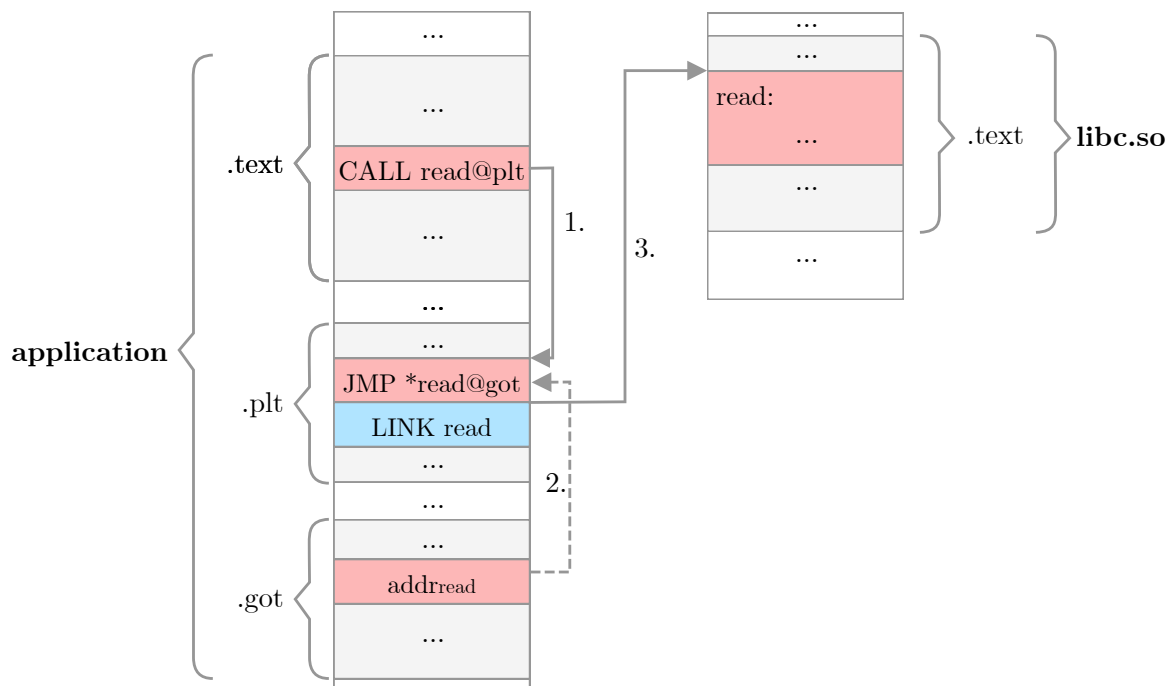 ...
...
CALL read@plt
...
.text
1.
...
application
...
JMP *read@got
LINK read
...
.plt
2.
...
...
addrread
...
.got
3.
...
...
read:
...
...
...
.text
libc.so